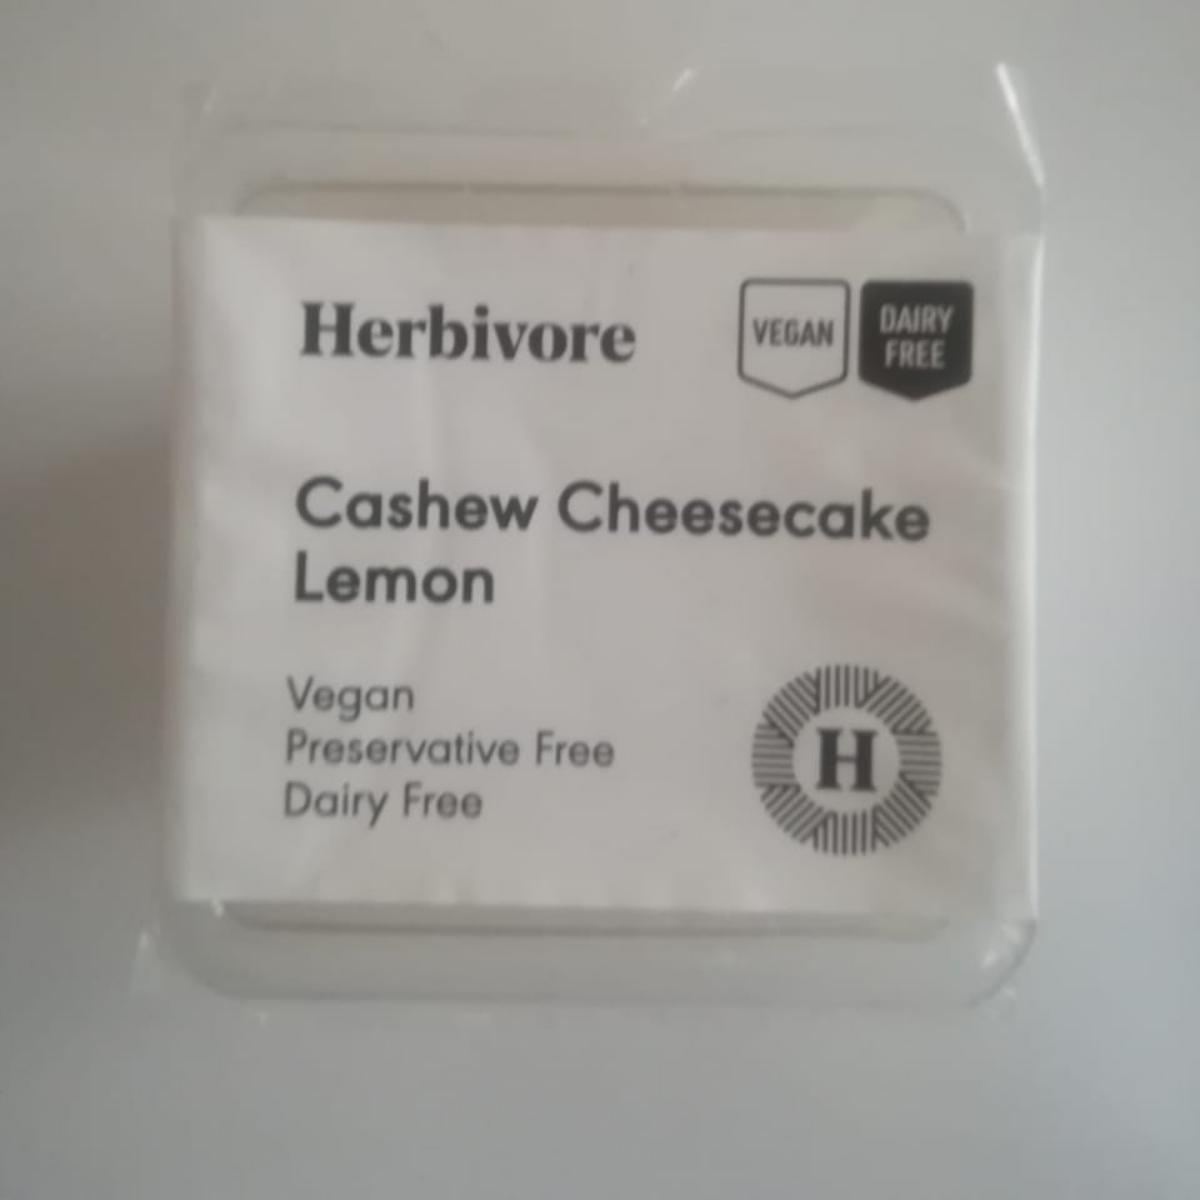 Herbivore
VEGAN
DAIRY
FREE
Cashew Cheesecake
Lemon
Vegan
Preservative Free
Dairy Free
H